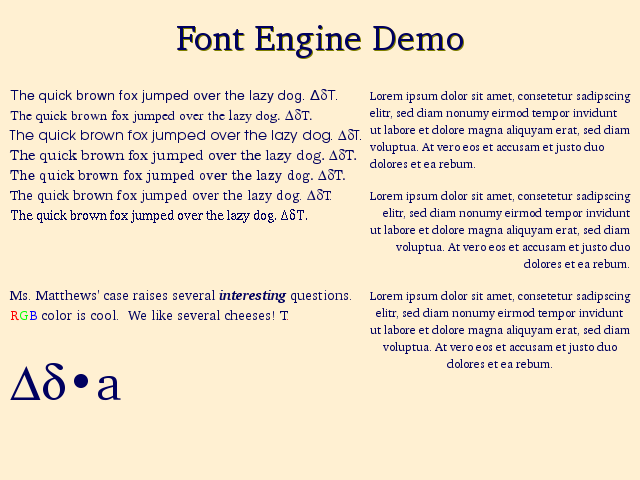 Font Engine Demo
The quick brown fox jumped over the lazy dog. ΔδT.
The quick brown fox jumped over the lazy dog. ΔδT.
The quick brown fox jumped over the lazy dog. ΔδT.
The quick brown fox jumped over the lazy dog. ΔδT.
The quick brown fox jumped over the lazy dog. ΔδT.
The quick brown fox jumped over the lazy dog. ΔδT.
The quick brown fox jumped over the lazy dog. ΔδT.
Ms. Matthews' case raises several interesting questions.
RGB color is cool.  We like several cheeses! T.
Δδ•a
Lorem ipsum dolor sit amet, consetetur sadipscing
elitr, sed diam nonumy eirmod tempor invidunt
ut labore et dolore magna aliquyam erat, sed diam
voluptua. At vero eos et accusam et justo duo
dolores et ea rebum.
Lorem ipsum dolor sit amet, consetetur sadipscing
elitr, sed diam nonumy eirmod tempor invidunt
ut labore et dolore magna aliquyam erat, sed diam
voluptua. At vero eos et accusam et justo duo
dolores et ea rebum.
Lorem ipsum dolor sit amet, consetetur sadipscing
elitr, sed diam nonumy eirmod tempor invidunt
ut labore et dolore magna aliquyam erat, sed diam
voluptua. At vero eos et accusam et justo duo
dolores et ea rebum.